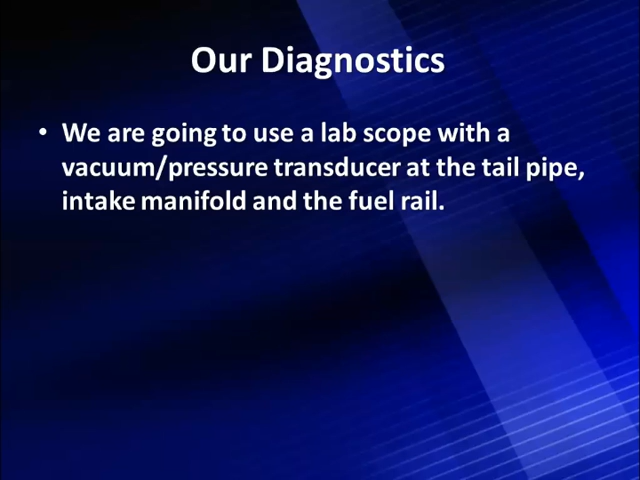 Our Diagnostics
• We are going to use a lab scope with a
vacuum/pressure transducer at the tail pipe,
intake manifold and the fuel rail.